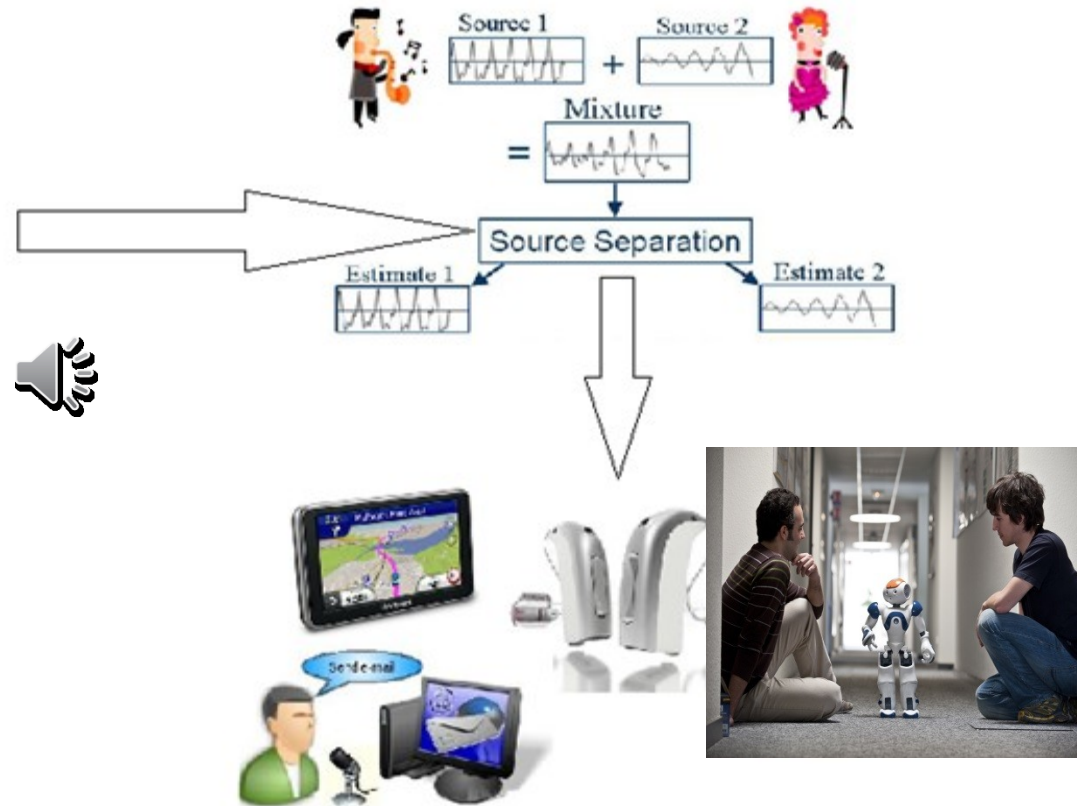 Source 1
Source 2
+
Mixture
=
Source Separation
Estimate 1
Estimate 2
Send e-mail